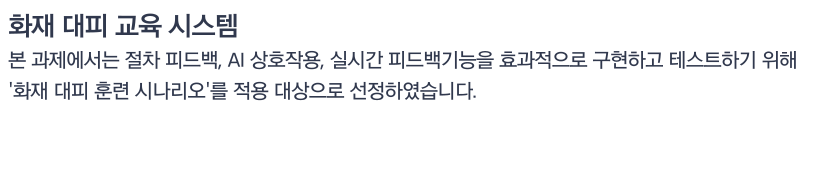 화재 대피 교육 시스템
본 과제에서는 절차 피드백, AI 상호작용, 실시간 피드백기능을 효과적으로 구현하고 테스트하기 위해
'화재 대피 훈련 시나리오'를 적용 대상으로 선정하였습니다.